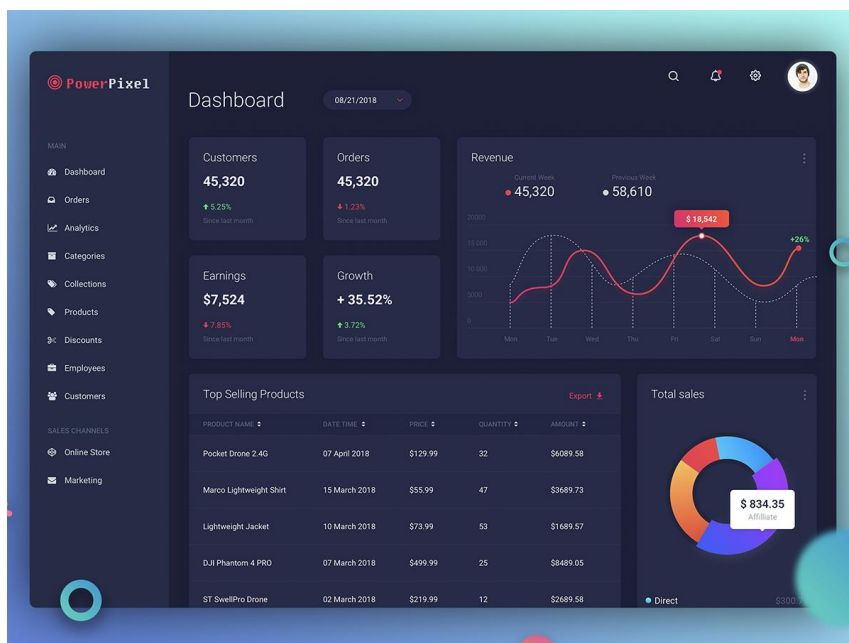 PowerPixel
Dashboard
08/21/2018
MAIN
Dashboard
Orders
Analytics
Categories
Collections
Products
Discounts
Employees
Customers
SALES CHANNELS
Online Store
Marketing
Customers
45,320
5.25%
Since last month
Orders
45,320
1.23%
Since last month
Earnings
$7,524
7.85%
Since last month
Growth
+ 35.52%
3.72%
Since last month
Revenue
Current Week
45,320
Previous Week
58,610
20000
15 000
10 000
5000
0
$ 18,542
+26%
Mon Tue Wed Thu Fri Sat Sun Mon
Top Selling Products
Export
PRODUCT NAME DATE TIME PRICE QUANTITY AMOUNT
Pocket Drone 2.4G 07 April 2018 $129.99 32 $6089.58
Marco Lightweight Shirt 15 March 2018 $55.99 47 $3689.73
Lightweight Jacket 10 March 2018 $73.99 53 $1689.57
DJI Phantom 4 PRO 07 March 2018 $499.99 25 $8489.05
ST SwellPro Drone 02 March 2018 $219.99 12 $2689.58
Total sales
$ 834.35
Affilliate
Direct